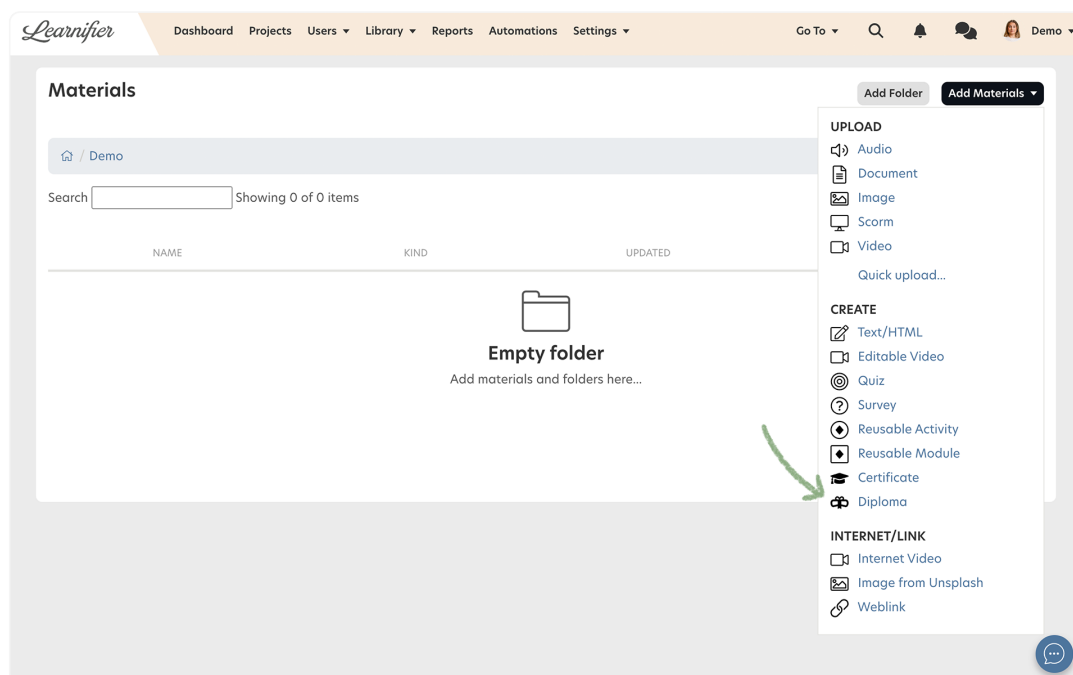 Learnifier
Dashboard Projects Users Library Reports Automations Settings Go To Demo
Materials
Add Folder Add Materials
/ Demo
Search Showing 0 of 0 items
NAME KIND UPDATED
Empty folder
Add materials and folders here...
UPLOAD
Audio
Document
Image
Scorm
Video
Quick upload...
CREATE
Text/HTML
Editable Video
Quiz
Survey
Reusable Activity
Reusable Module
Certificate
Diploma
INTERNET/LINK
Internet Video
Image from Unsplash
Weblink